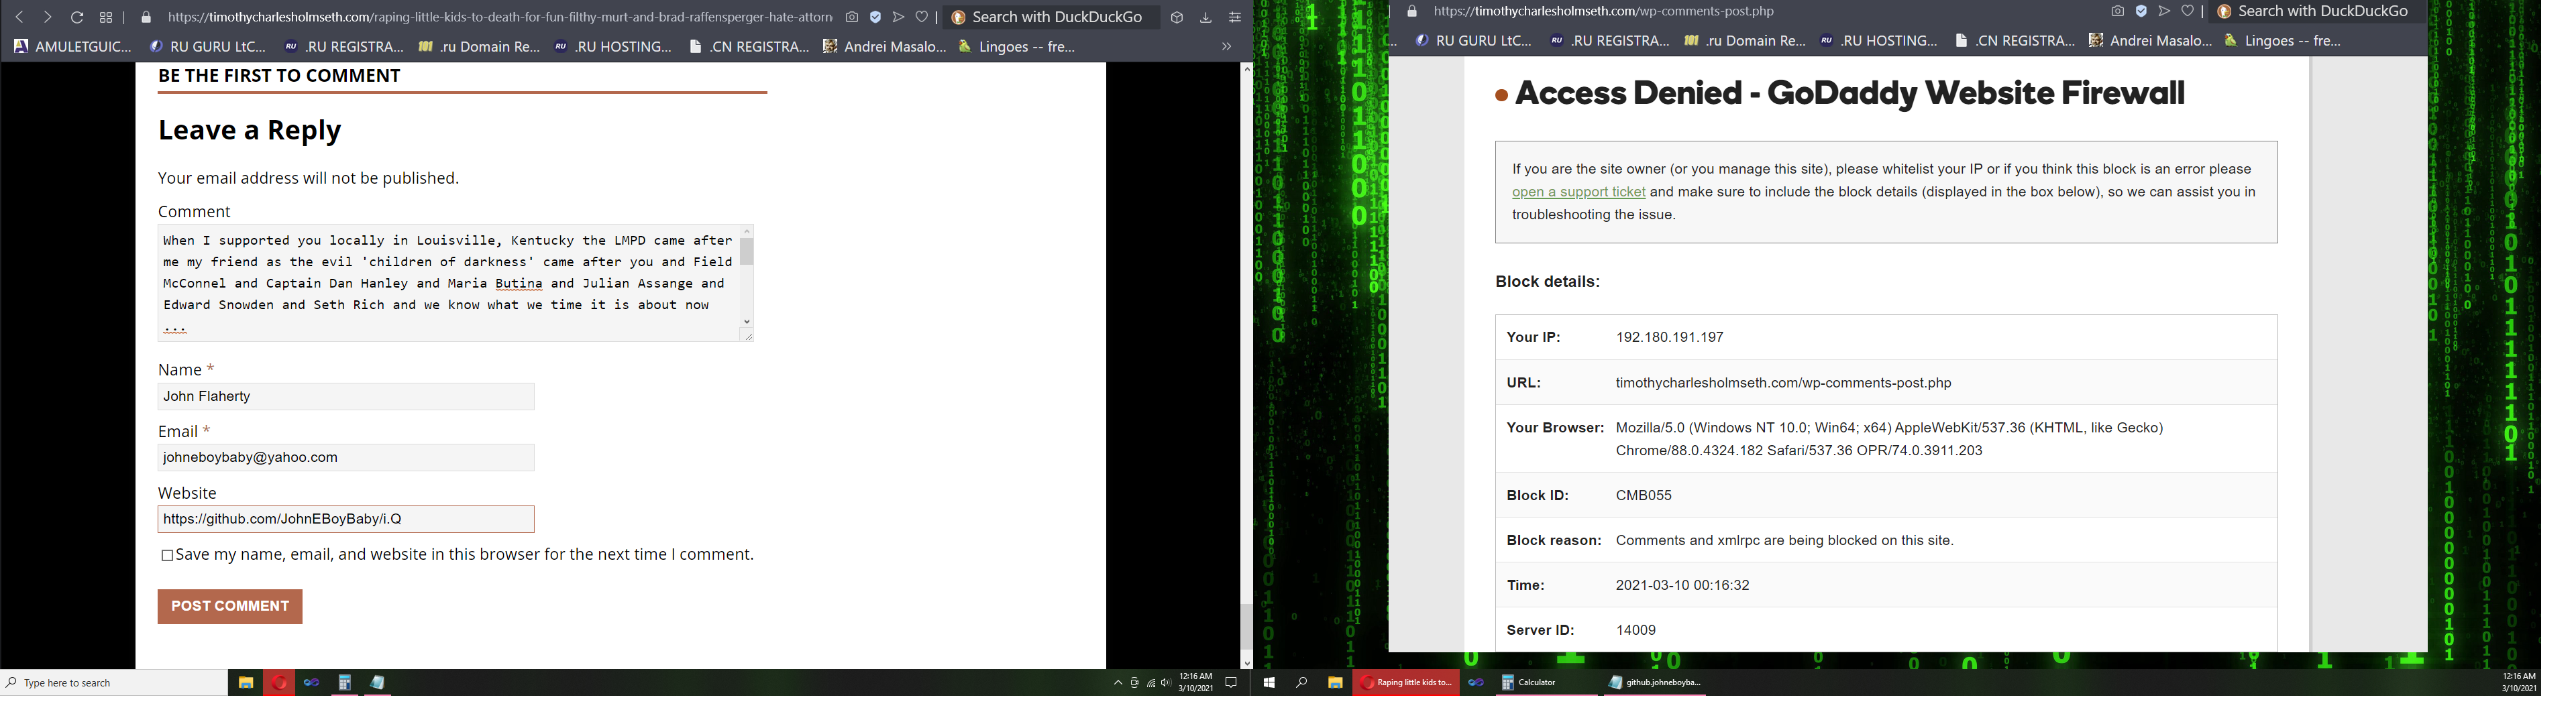 https://timothycharlesholmseth.com/raping-little-kids-to-death-for-fun-filthy-murt-and-brad-raffensperger-hate-attorn
Search with DuckDuckGo
AMULETGUIC...
RU GURU LtC...
.RU REGISTRA...
.ru Domain Re...
.RU HOSTING...
.CN REGISTRA...
Andrei Masalo...
Lingoes -- fre...
BE THE FIRST TO COMMENT
Leave a Reply
Your email address will not be published.
Comment
When I supported you locally in Louisville, Kentucky the LMPD came after
me my friend as the evil 'children of darkness' came after you and Field
McConnel and Captain Dan Hanley and Maria Butina and Julian Assange and
Edward Snowden and Seth Rich and we know what we time it is about now
...
Name *
John Flaherty
Email *
johneboybaby@yahoo.com
Website
https://github.com/JohnEBoyBaby/i.Q
Save my name, email, and website in this browser for the next time I comment.
POST COMMENT
Type here to search
12:16 AM
3/10/2021
https://timothycharlesholmseth.com/wp-comments-post.php
Search with DuckDuckGo
RU GURU LtC...
.RU REGISTRA...
.ru Domain Re...
.RU HOSTING...
.CN REGISTRA...
Andrei Masalo...
Lingoes -- fre...
Access Denied - GoDaddy Website Firewall
If you are the site owner (or you manage this site), please whitelist your IP or if you think this block is an error please
open a support ticket and make sure to include the block details (displayed in the box below), so we can assist you in
troubleshooting the issue.
Block details:
Your IP: 192.180.191.197
URL: timothycharlesholmseth.com/wp-comments-post.php
Your Browser: Mozilla/5.0 (Windows NT 10.0; Win64; x64) AppleWebKit/537.36 (KHTML, like Gecko)
Chrome/88.0.4324.182 Safari/537.36 OPR/74.0.3911.203
Block ID: CMB055
Block reason: Comments and xmlrpc are being blocked on this site.
Time: 2021-03-10 00:16:32
Server ID: 14009
Raping little kids to...
Calculator
github.johneboyba...
12:16 AM
3/10/2021